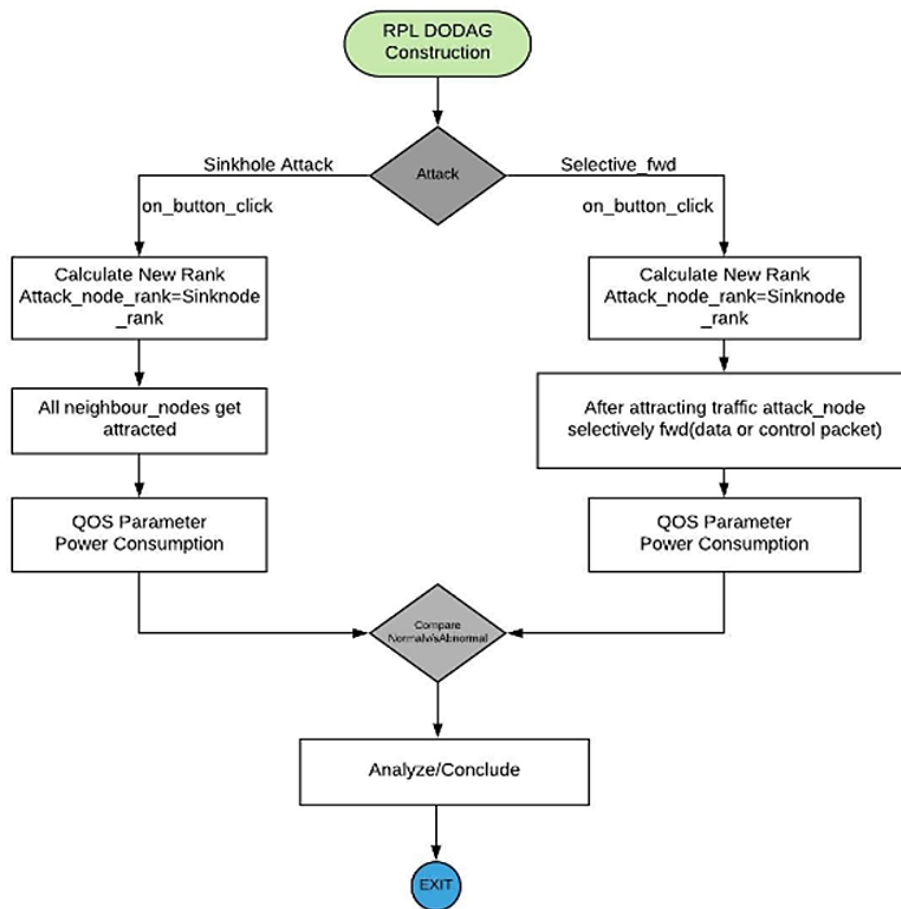 RPL DODAG
Construction
Attack
Sinkhole Attack
Selective_fwd
on_button_click
on_button_click
Calculate New Rank
Attack_node_rank=Sinknode
_rank
Calculate New Rank
Attack_node_rank=Sinknode
_rank
All neighbour_nodes get
attracted
After attracting traffic attack_node
selectively fwd(data or control packet)
QOS Parameter
Power Consumption
QOS Parameter
Power Consumption
Compare
Normalv/sAbnormal
Analyze/Conclude
EXIT